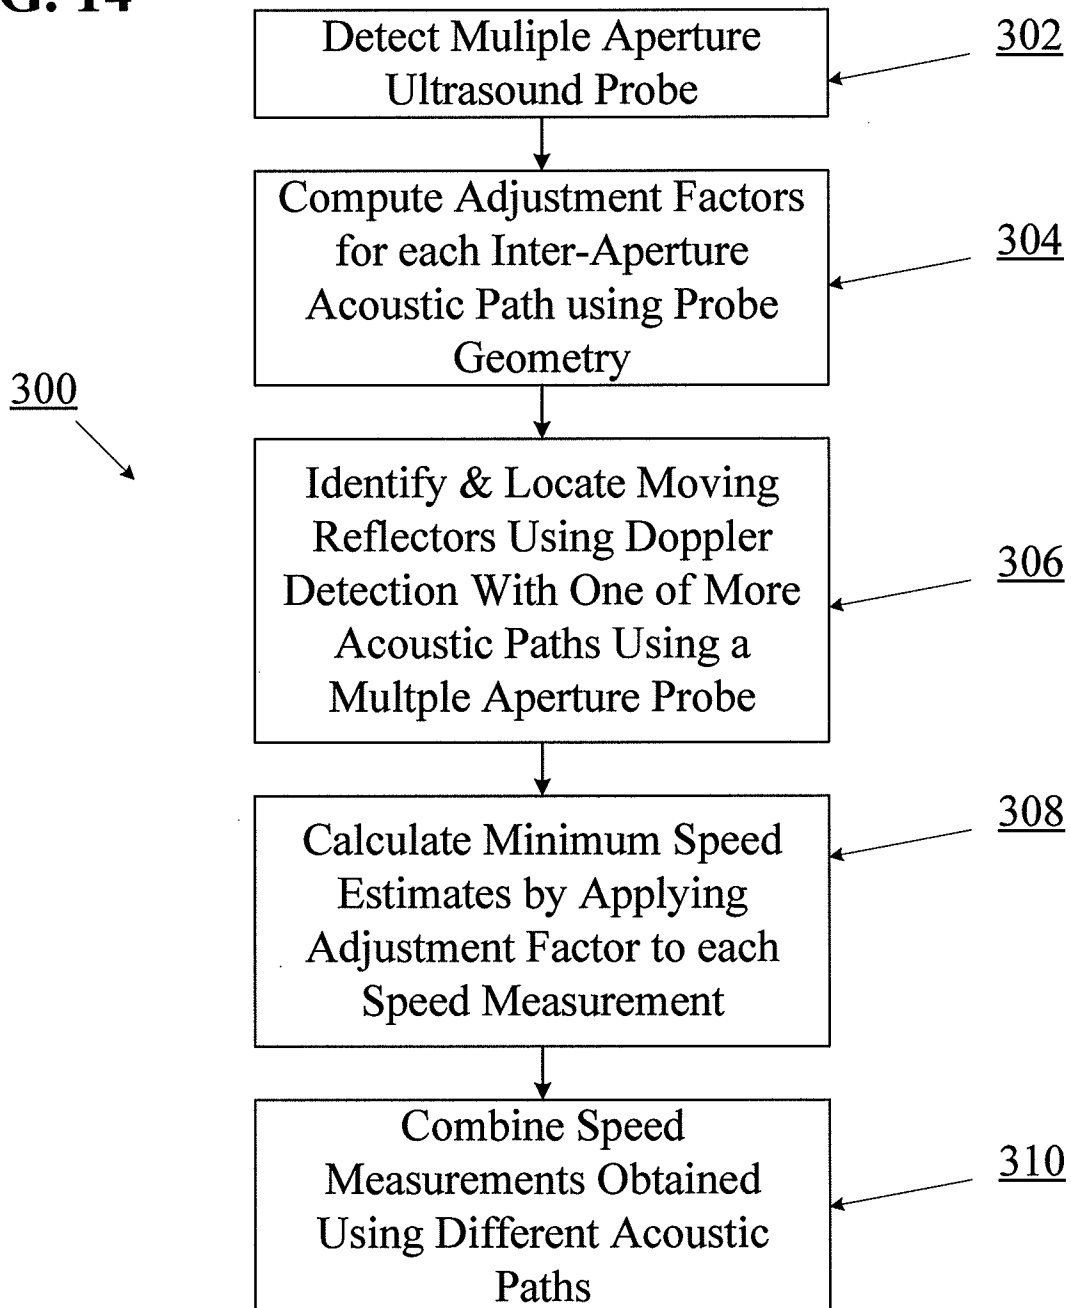 FIG. 14
Detect Muliple Aperture
Ultrasound Probe
302
Compute Adjustment Factors
for each Inter-Aperture
Acoustic Path using Probe
Geometry
304
300
Identify & Locate Moving
Reflectors Using Doppler
Detection With One of More
Acoustic Paths Using a
Multple Aperture Probe
306
Calculate Minimum Speed
Estimates by Applying
Adjustment Factor to each
Speed Measurement
308
Combine Speed
Measurements Obtained
Using Different Acoustic
Paths
310